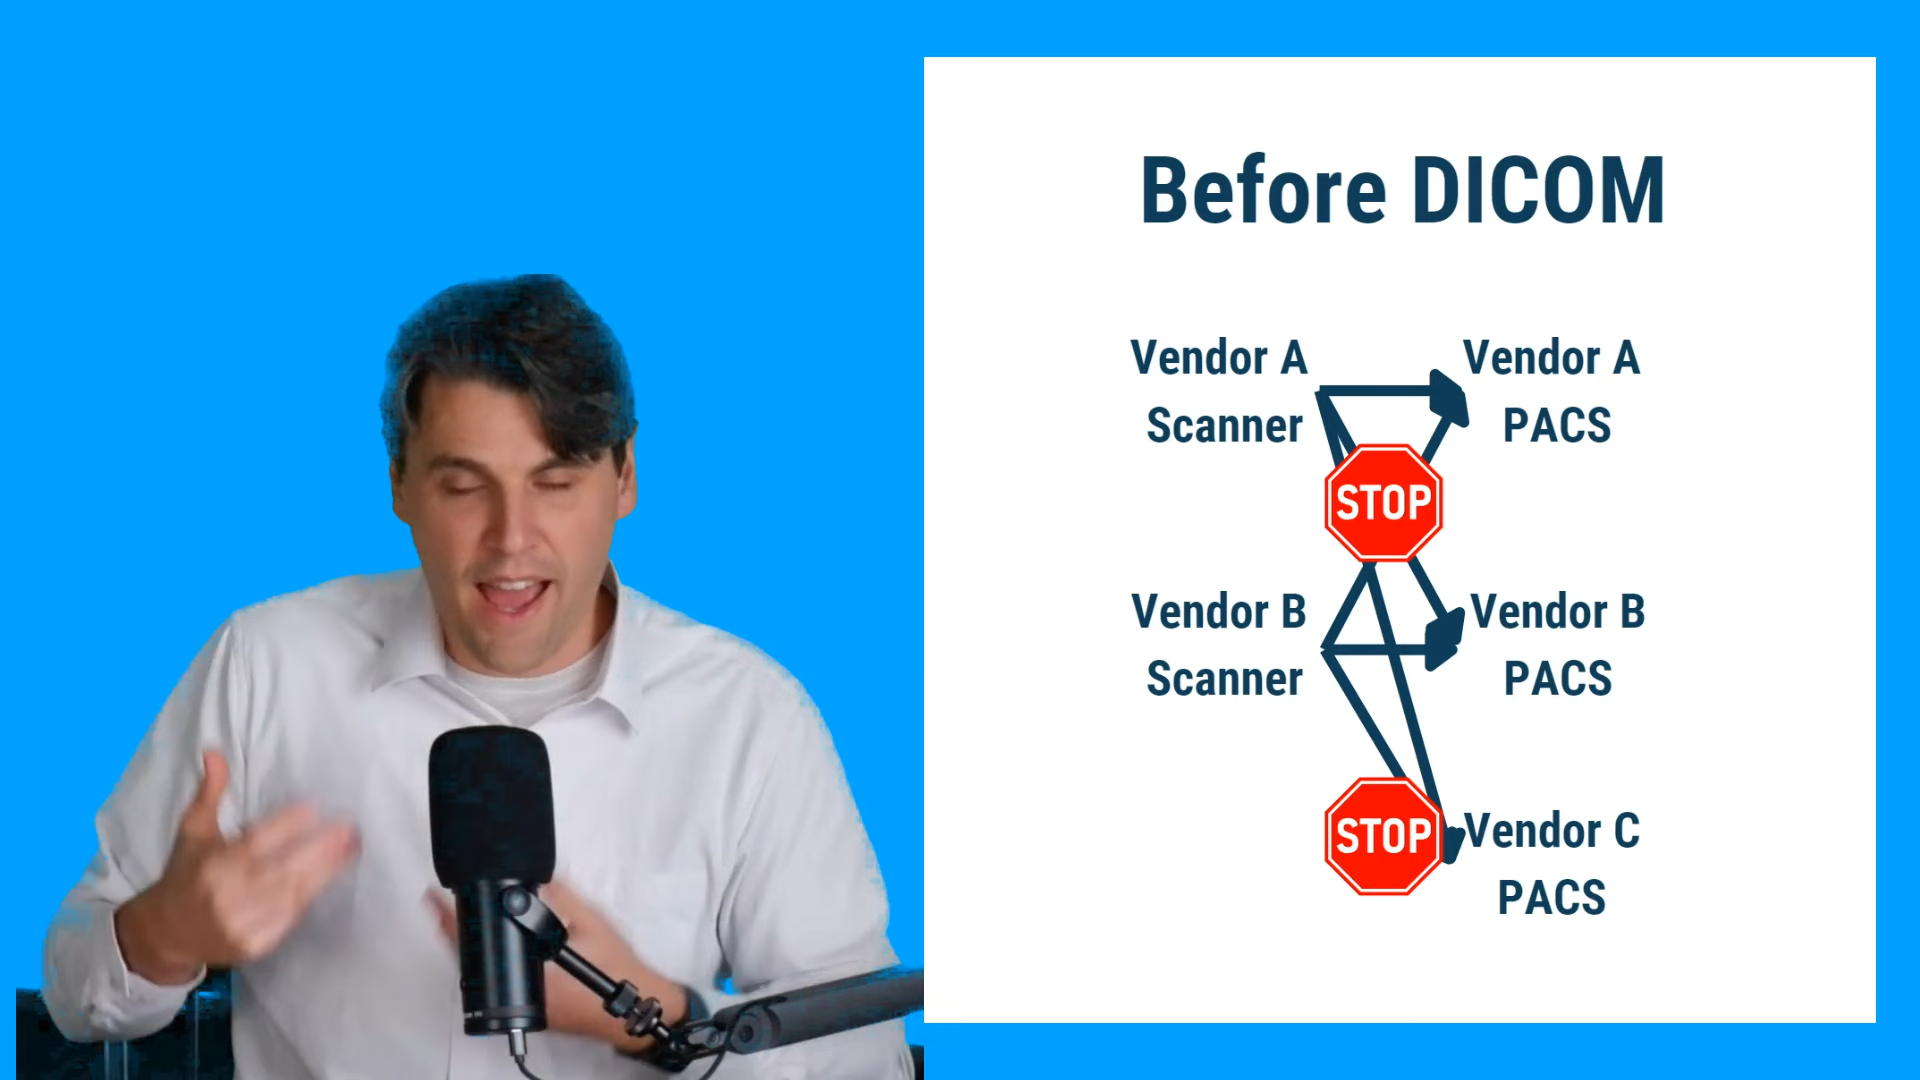 Before DICOM
Vendor A
Scanner
Vendor A
PACS
STOP
Vendor B
Scanner
Vendor B
PACS
STOP
Vendor C
PACS